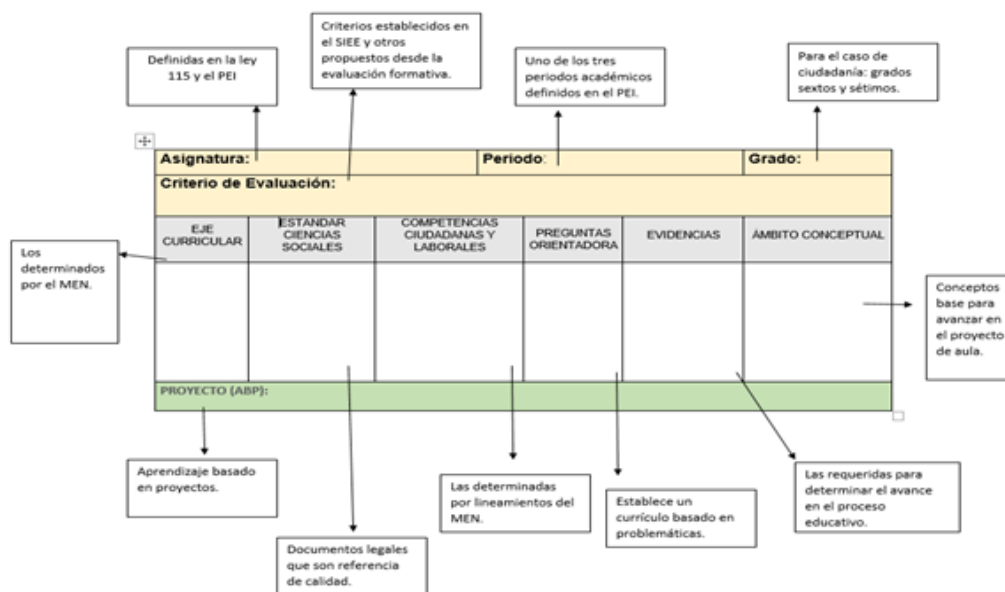 Criterios establecidos en
el SIEE y otros
propuestos desde la
evaluación formativa.
Definidas en la ley
115 y el PEI
Uno de los tres
periodos académicos
definidos en el PEI.
Para el caso de
ciudadanía: grados
sextos y sétimos.
Asignatura:
Periodo:
Grado:
Criterio de Evaluación:
EJE
CURRICULAR
ESTANDAR
CIENCIAS
SOCIALES
COMPETENCIAS
CIUDADANAS Y
LABORALES
PREGUNTAS
ORIENTADORA
EVIDENCIAS
ÁMBITO CONCEPTUAL
Los
determinados
por el MEN.
Conceptos
base para
avanzar en
el proyecto
de aula.
PROYECTO (ABP):
Aprendizaje basado
en proyectos.
Documentos legales
que son referencia
de calidad.
Las determinadas
por lineamientos del
MEN.
Establece un
currículo basado en
problemáticas.
Las requeridas para
determinar el avance
en el proceso
educativo.